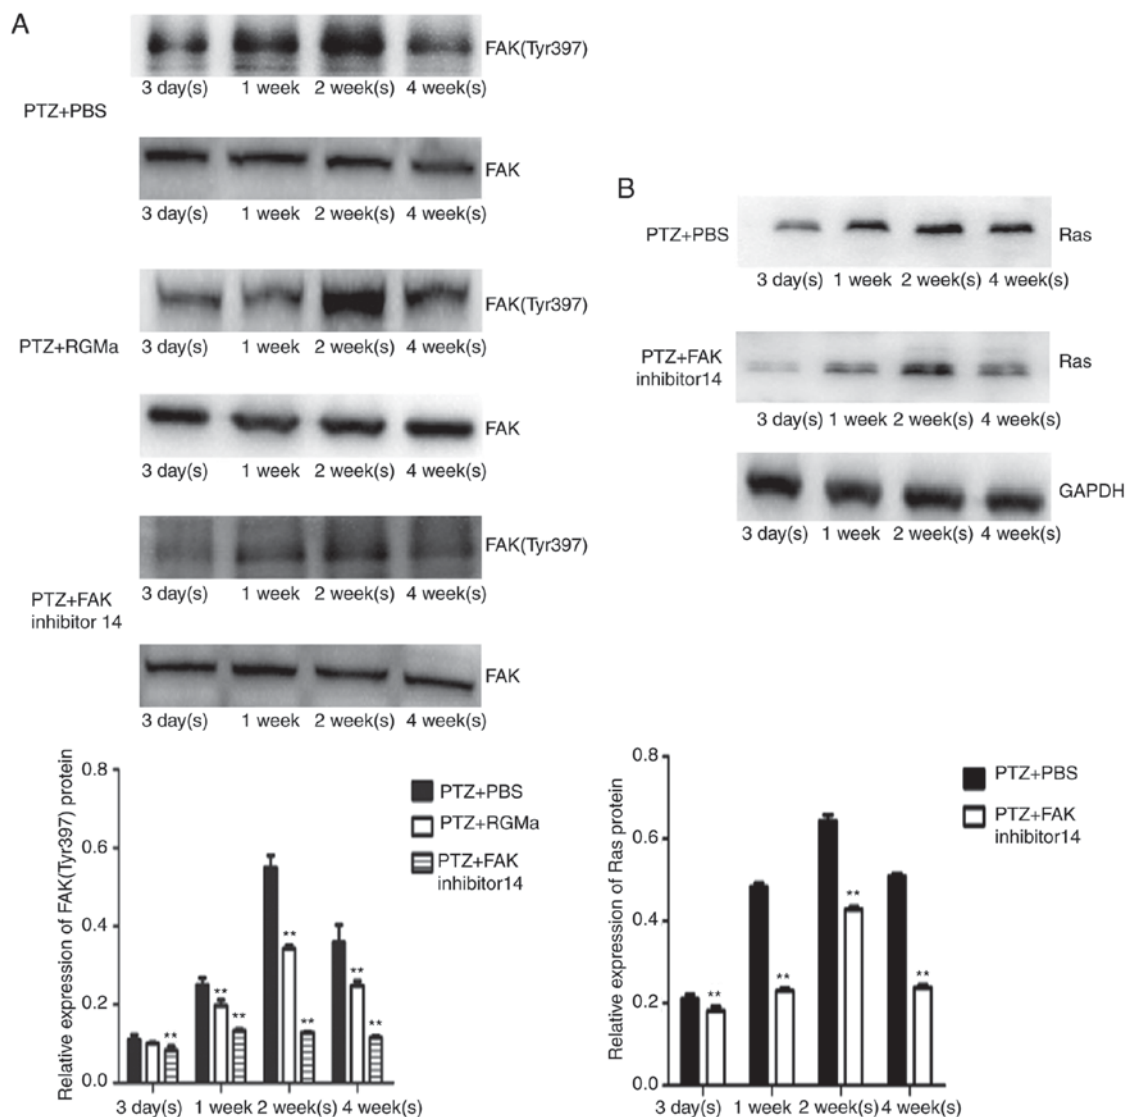 A
FAK(Tyr397)
3 day(s) 1 week 2 week(s) 4 week(s)
PTZ+PBS
FAK
3 day(s) 1 week 2 week(s) 4 week(s)
FAK(Tyr397)
3 day(s) 1 week 2 week(s) 4 week(s)
PTZ+RGMa
FAK
3 day(s) 1 week 2 week(s) 4 week(s)
FAK(Tyr397)
3 day(s) 1 week 2 week(s) 4 week(s)
PTZ+FAK
inhibitor 14
FAK
3 day(s) 1 week 2 week(s) 4 week(s)
Relative expression of FAK(Tyr397) protein
0.8
0.6
0.4
0.2
0.0
** ** ** ** ** ** **
3 day(s) 1 week 2 week(s) 4 week(s)
PTZ+PBS
PTZ+RGMa
PTZ+FAK
inhibitor14
B
PTZ+PBS
Ras
3 day(s) 1 week 2 week(s) 4 week(s)
PTZ+FAK
inhibitor14
Ras
3 day(s) 1 week 2 week(s) 4 week(s)
GAPDH
3 day(s) 1 week 2 week(s) 4 week(s)
Relative expression of Ras protein
0.8
0.6
0.4
0.2
0.0
** ** ** **
3 day(s) 1 week 2 week(s) 4 week(s)
PTZ+PBS
PTZ+FAK
inhibitor14